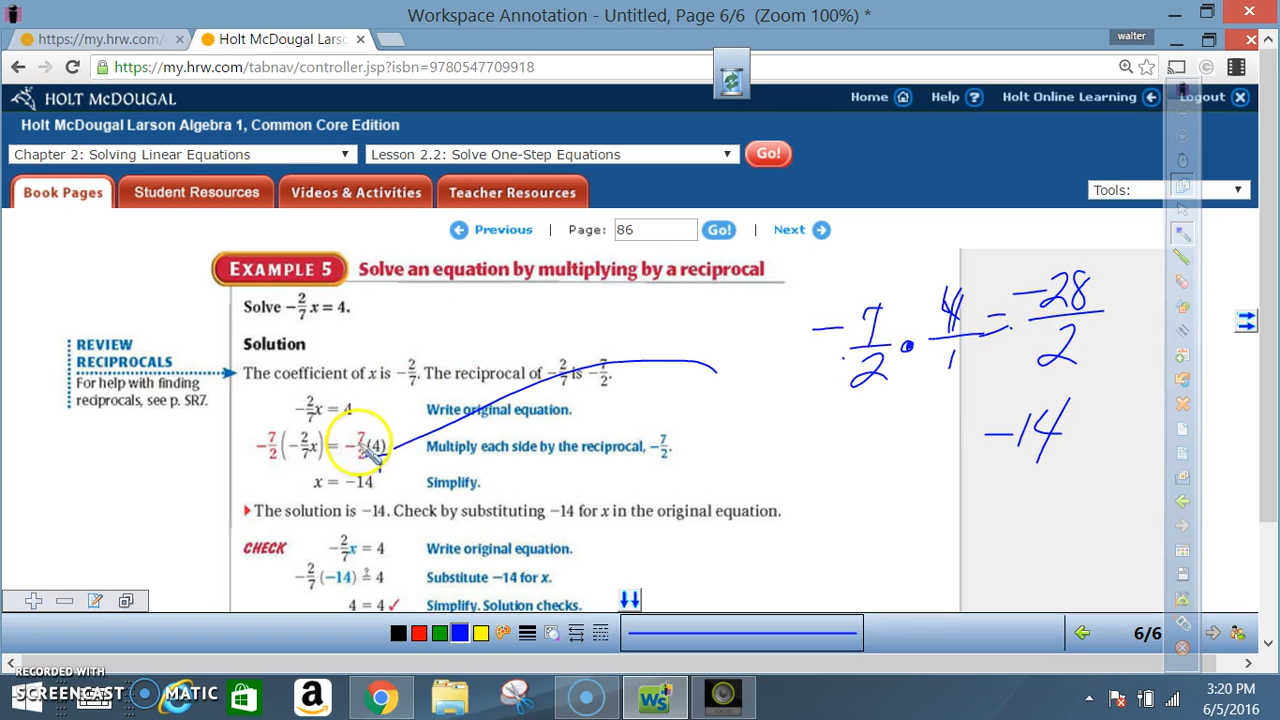 Workspace Annotation - Untitled, Page 6/6 (Zoom 100%) *
https://my.hrw.com/ × Holt McDougal Lars × walter
https://my.hrw.com/tabnav/controller.jsp?isbn=9780547709918
HOLT MCDOUGAL Home Help ? Holt Online Learning Logout
Holt McDougal Larson Algebra 1, Common Core Edition
Chapter 2: Solving Linear Equations Lesson 2.2: Solve One-Step Equations Go!
Book Pages Student Resources Videos & Activities Teacher Resources Tools:
Previous | Page: 86 Go! | Next
EXAMPLE 5 Solve an equation by multiplying by a reciprocal
Solve −2/7 x = 4.
Solution
REVIEW
RECIPROCALS
For help with finding
reciprocals, see p. SR7.
The coefficient of x is −2/7. The reciprocal of −2/7 is −7/2.
−2/7 x = 4 Write original equation.
−7/2(−2/7 x) = −7/2(4) Multiply each side by the reciprocal, −7/2.
x = −14 Simplify.
The solution is −14. Check by substituting −14 for x in the original equation.
CHECK −2/7 x = 4 Write original equation.
−2/7(−14) ≟ 4 Substitute −14 for x.
4 = 4 ✓ Simplify. Solution checks.
−7/2 • 4/1 = −28/2
−14
6/6
RECORDED WITH
SCREENCAST MATIC
a
WS
3:20 PM
6/5/2016